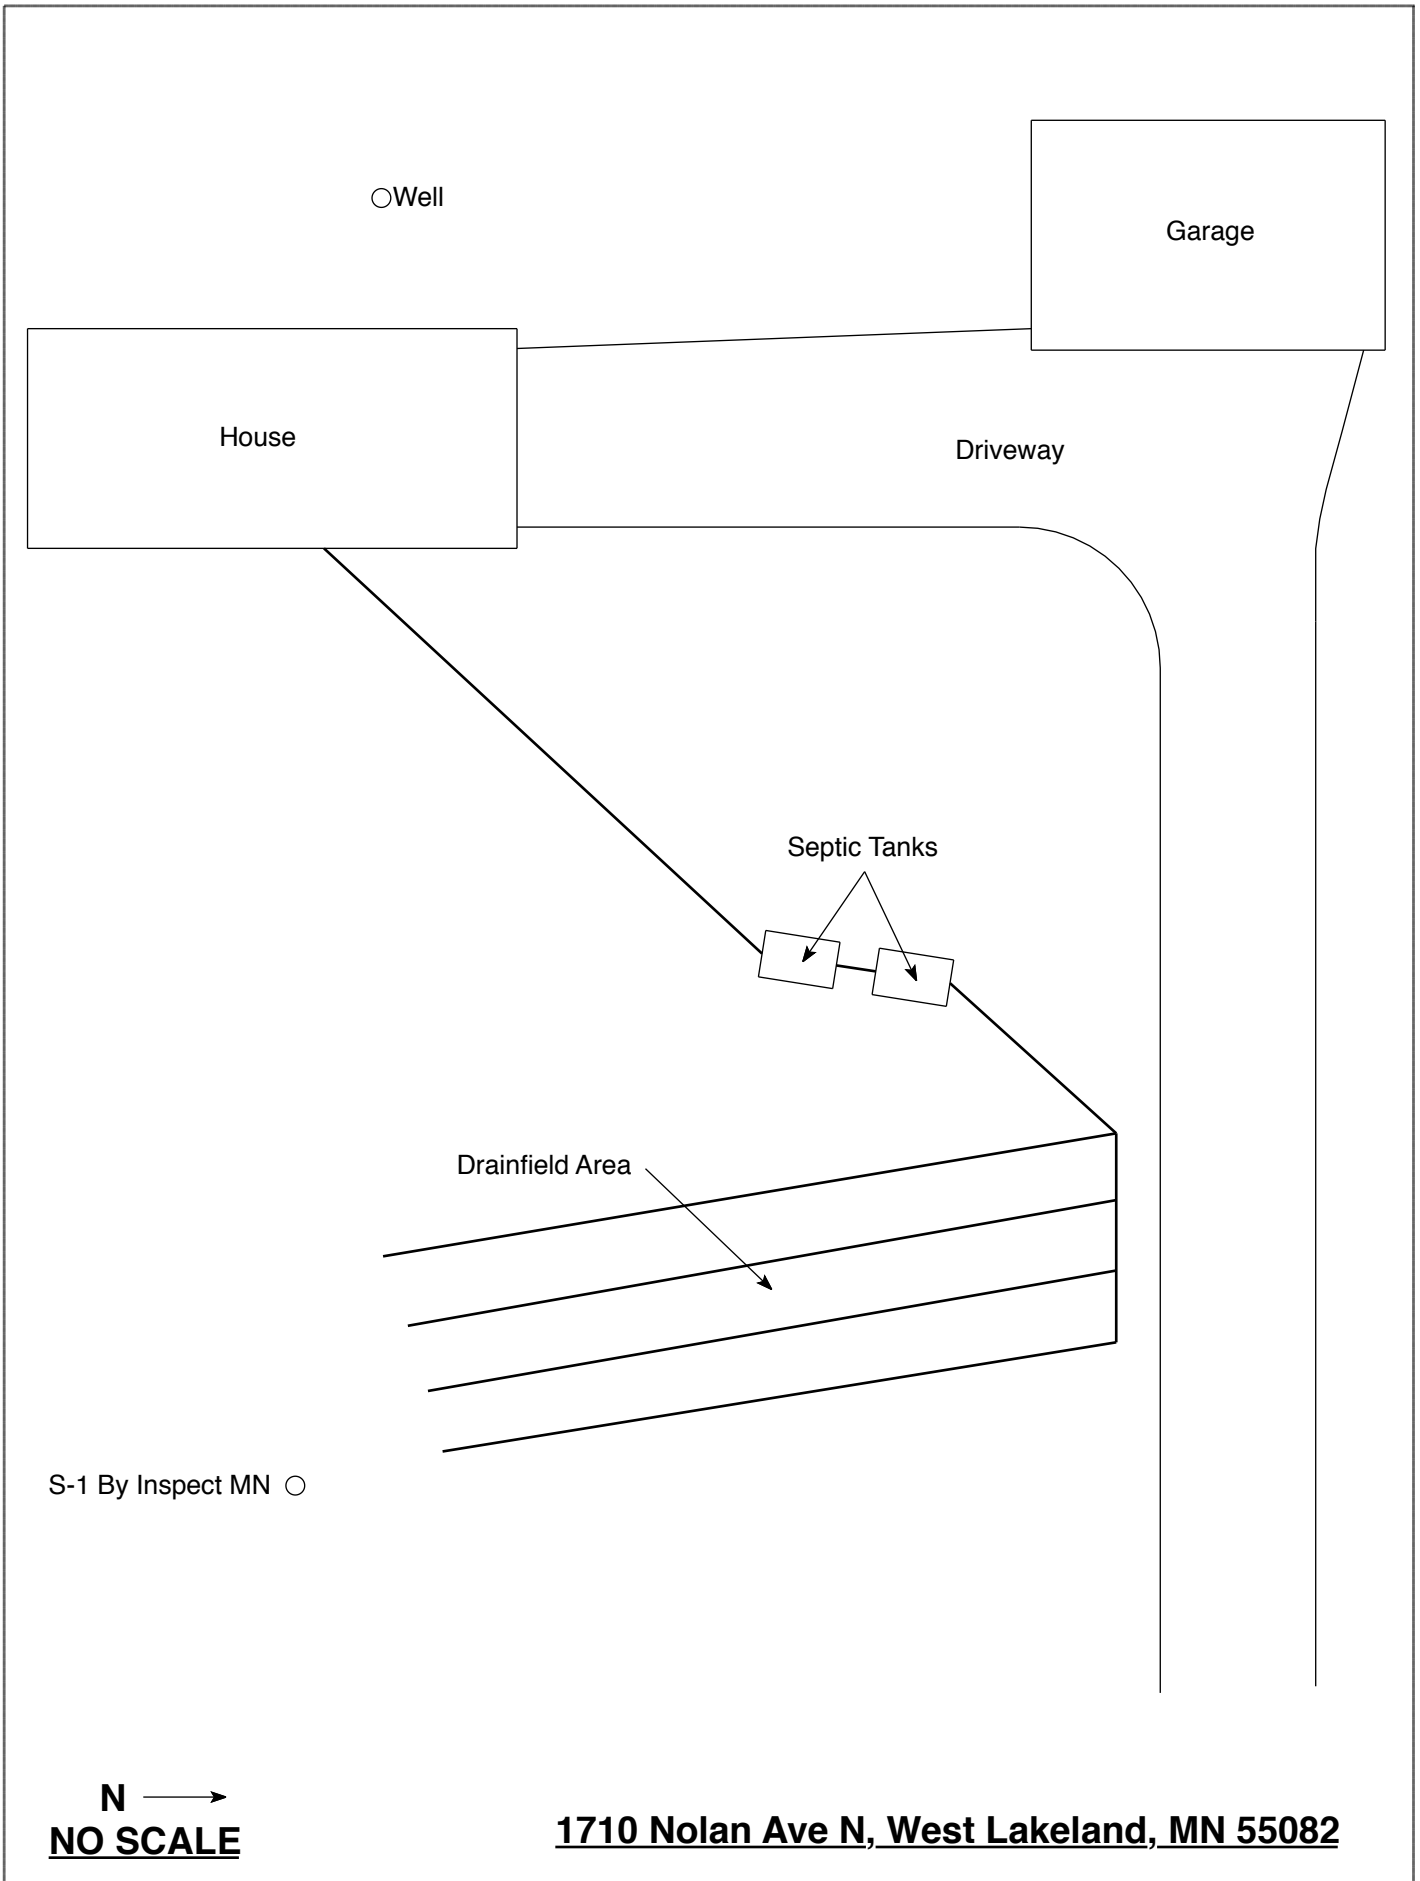 Well
Garage
House
Driveway
Septic Tanks
Drainfield Area
S-1 By Inspect MN
N
NO SCALE
1710 Nolan Ave N, West Lakeland, MN 55082